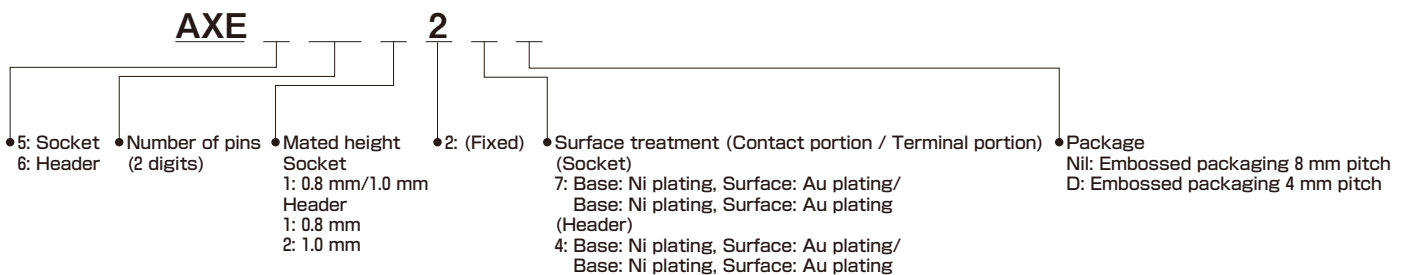 AXE 2
5: Socket
6: Header
Number of pins
(2 digits)
Mated height
Socket
1: 0.8 mm/1.0 mm
Header
1: 0.8 mm
2: 1.0 mm
2: (Fixed)
Surface treatment (Contact portion / Terminal portion)
(Socket)
7: Base: Ni plating, Surface: Au plating/
Base: Ni plating, Surface: Au plating
(Header)
4: Base: Ni plating, Surface: Au plating/
Base: Ni plating, Surface: Au plating
Package
Nil: Embossed packaging 8 mm pitch
D: Embossed packaging 4 mm pitch